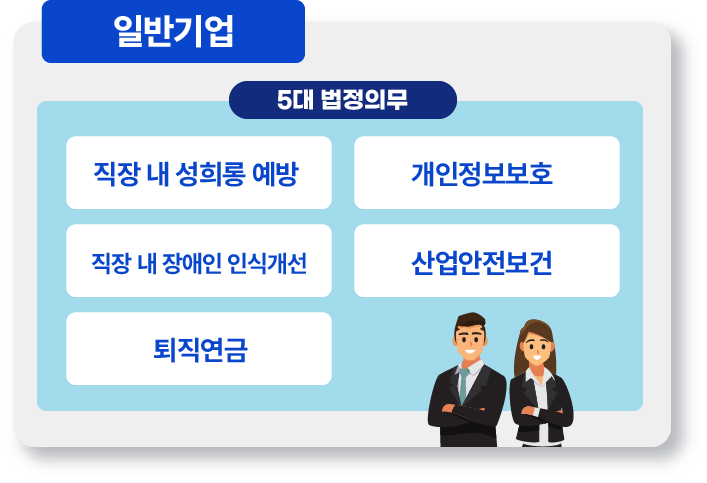 일반기업
5대 법정의무
직장 내 성희롱 예방
개인정보보호
직장 내 장애인 인식개선
산업안전보건
퇴직연금